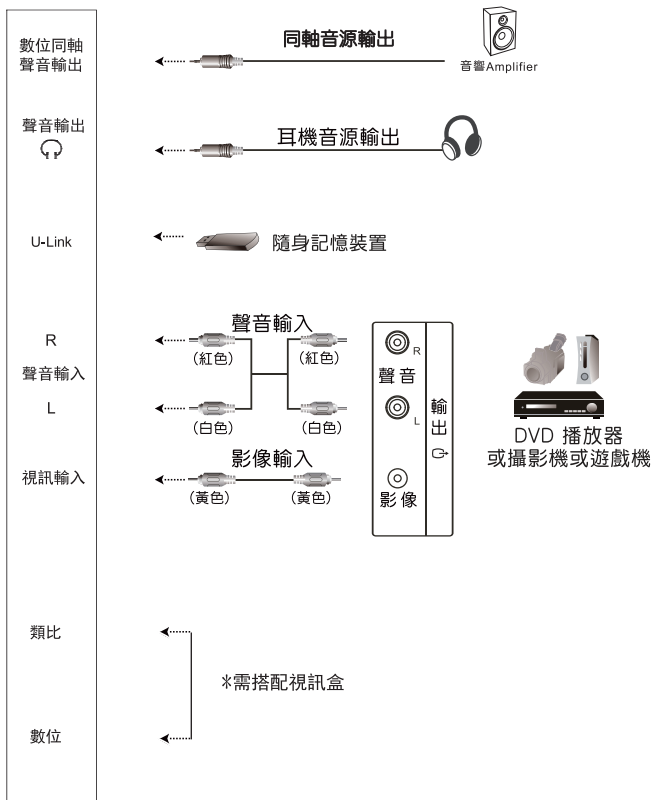 數位同軸
聲音輸出
同軸音源輸出
音響Amplifier
聲音輸出
耳機音源輸出
U-Link
隨身記憶裝置
聲音輸入
R
(紅色)
(紅色)
R
聲音輸入
聲音
L
L
(白色)
(白色)
輸出
影像輸入
視訊輸入
(黃色)
(黃色)
影像
DVD 播放器
或攝影機或遊戲機
類比
*需搭配視訊盒
數位